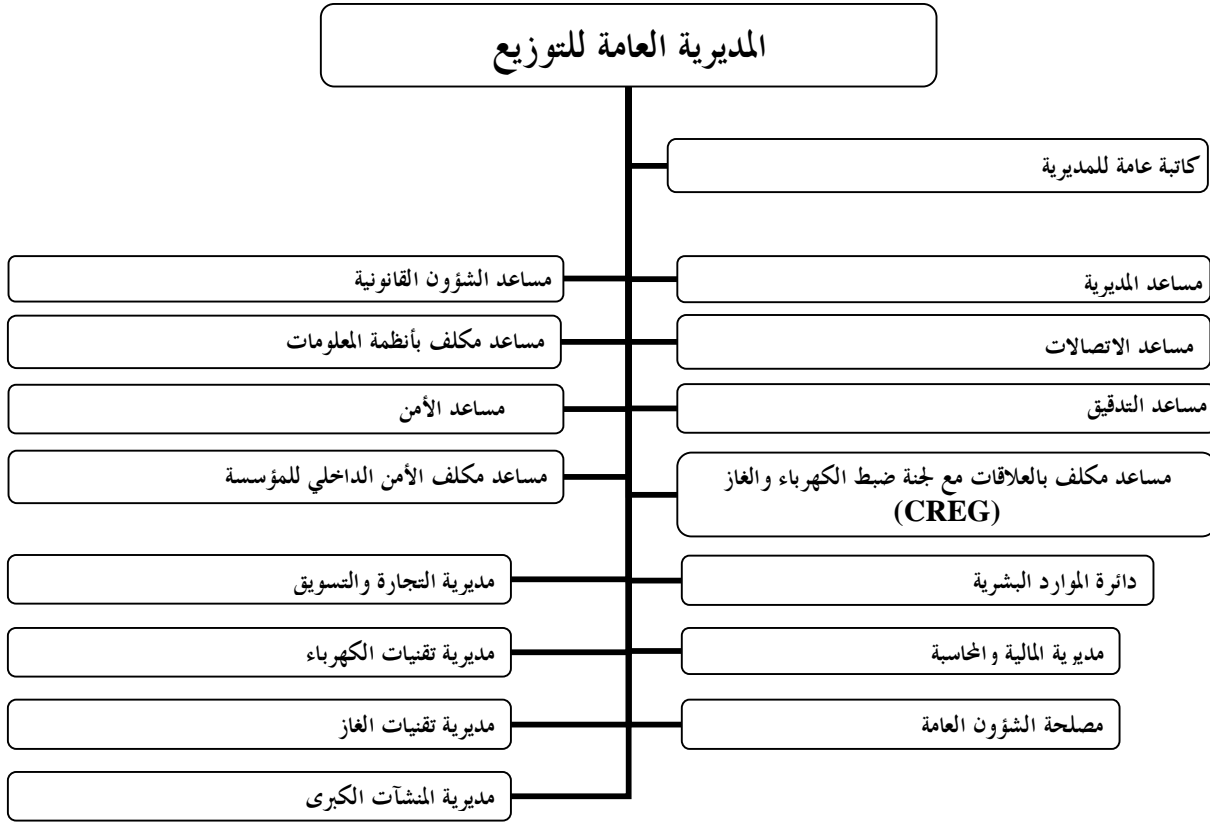 المديرية العامة للتوزيع
كاتبة عامة للمديرية
مساعد المديرية
مساعد الشؤون القانونية
مساعد الاتصالات
مساعد مكلف بأنظمة المعلومات
مساعد التدقيق
مساعد الأمن
مساعد مكلف بالعلاقات مع لجنة ضبط الكهرباء والغاز
(CREG)
مساعد مكلف الأمن الداخلي للمؤسسة
دائرة الموارد البشرية
مديرية التجارة والتسويق
مديرية المالية والمحاسبة
مديرية تقنيات الكهرباء
مصلحة الشؤون العامة
مديرية تقنيات الغاز
مديرية المنشآت الكبرى